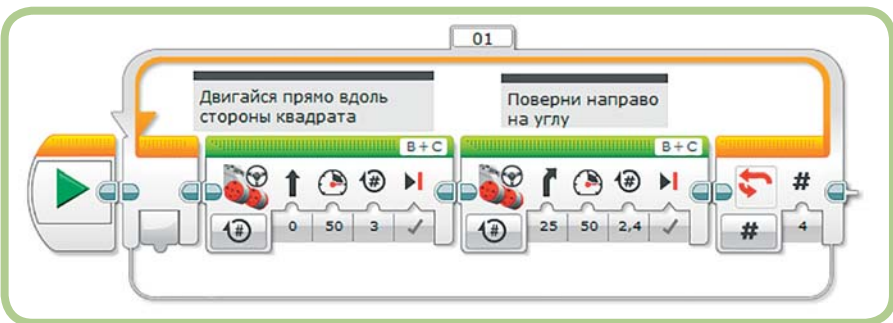 01
Двигайся прямо вдоль
стороны квадрата
Поверни направо
на углу
B+C
B+C
#
#
#
0 50 3
#
25 50 2,4
#
4